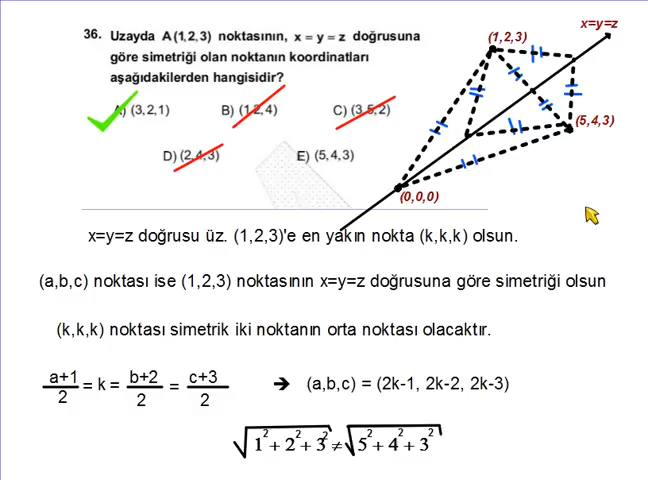 36. Uzayda A(1,2,3) noktasının, x = y = z doğrusuna
göre simetriği olan noktanın koordinatları
aşağıdakilerden hangisidir?
A) (3,2,1) B) (1,2,4) C) (3,5,2)
D) (2,4,3) E) (5,4,3)
x=y=z
(1,2,3)
(5,4,3)
(0,0,0)
x=y=z doğrusu üz. (1,2,3)'e en yakın nokta (k,k,k) olsun.
(a,b,c) noktası ise (1,2,3) noktasının x=y=z doğrusuna göre simetriği olsun
(k,k,k) noktası simetrik iki noktanın orta noktası olacaktır.
a+1/2 = k = b+2/2 = c+3/2 ➔ (a,b,c) = (2k-1, 2k-2, 2k-3)
√1²+2²+3² ≠ √5²+4²+3²